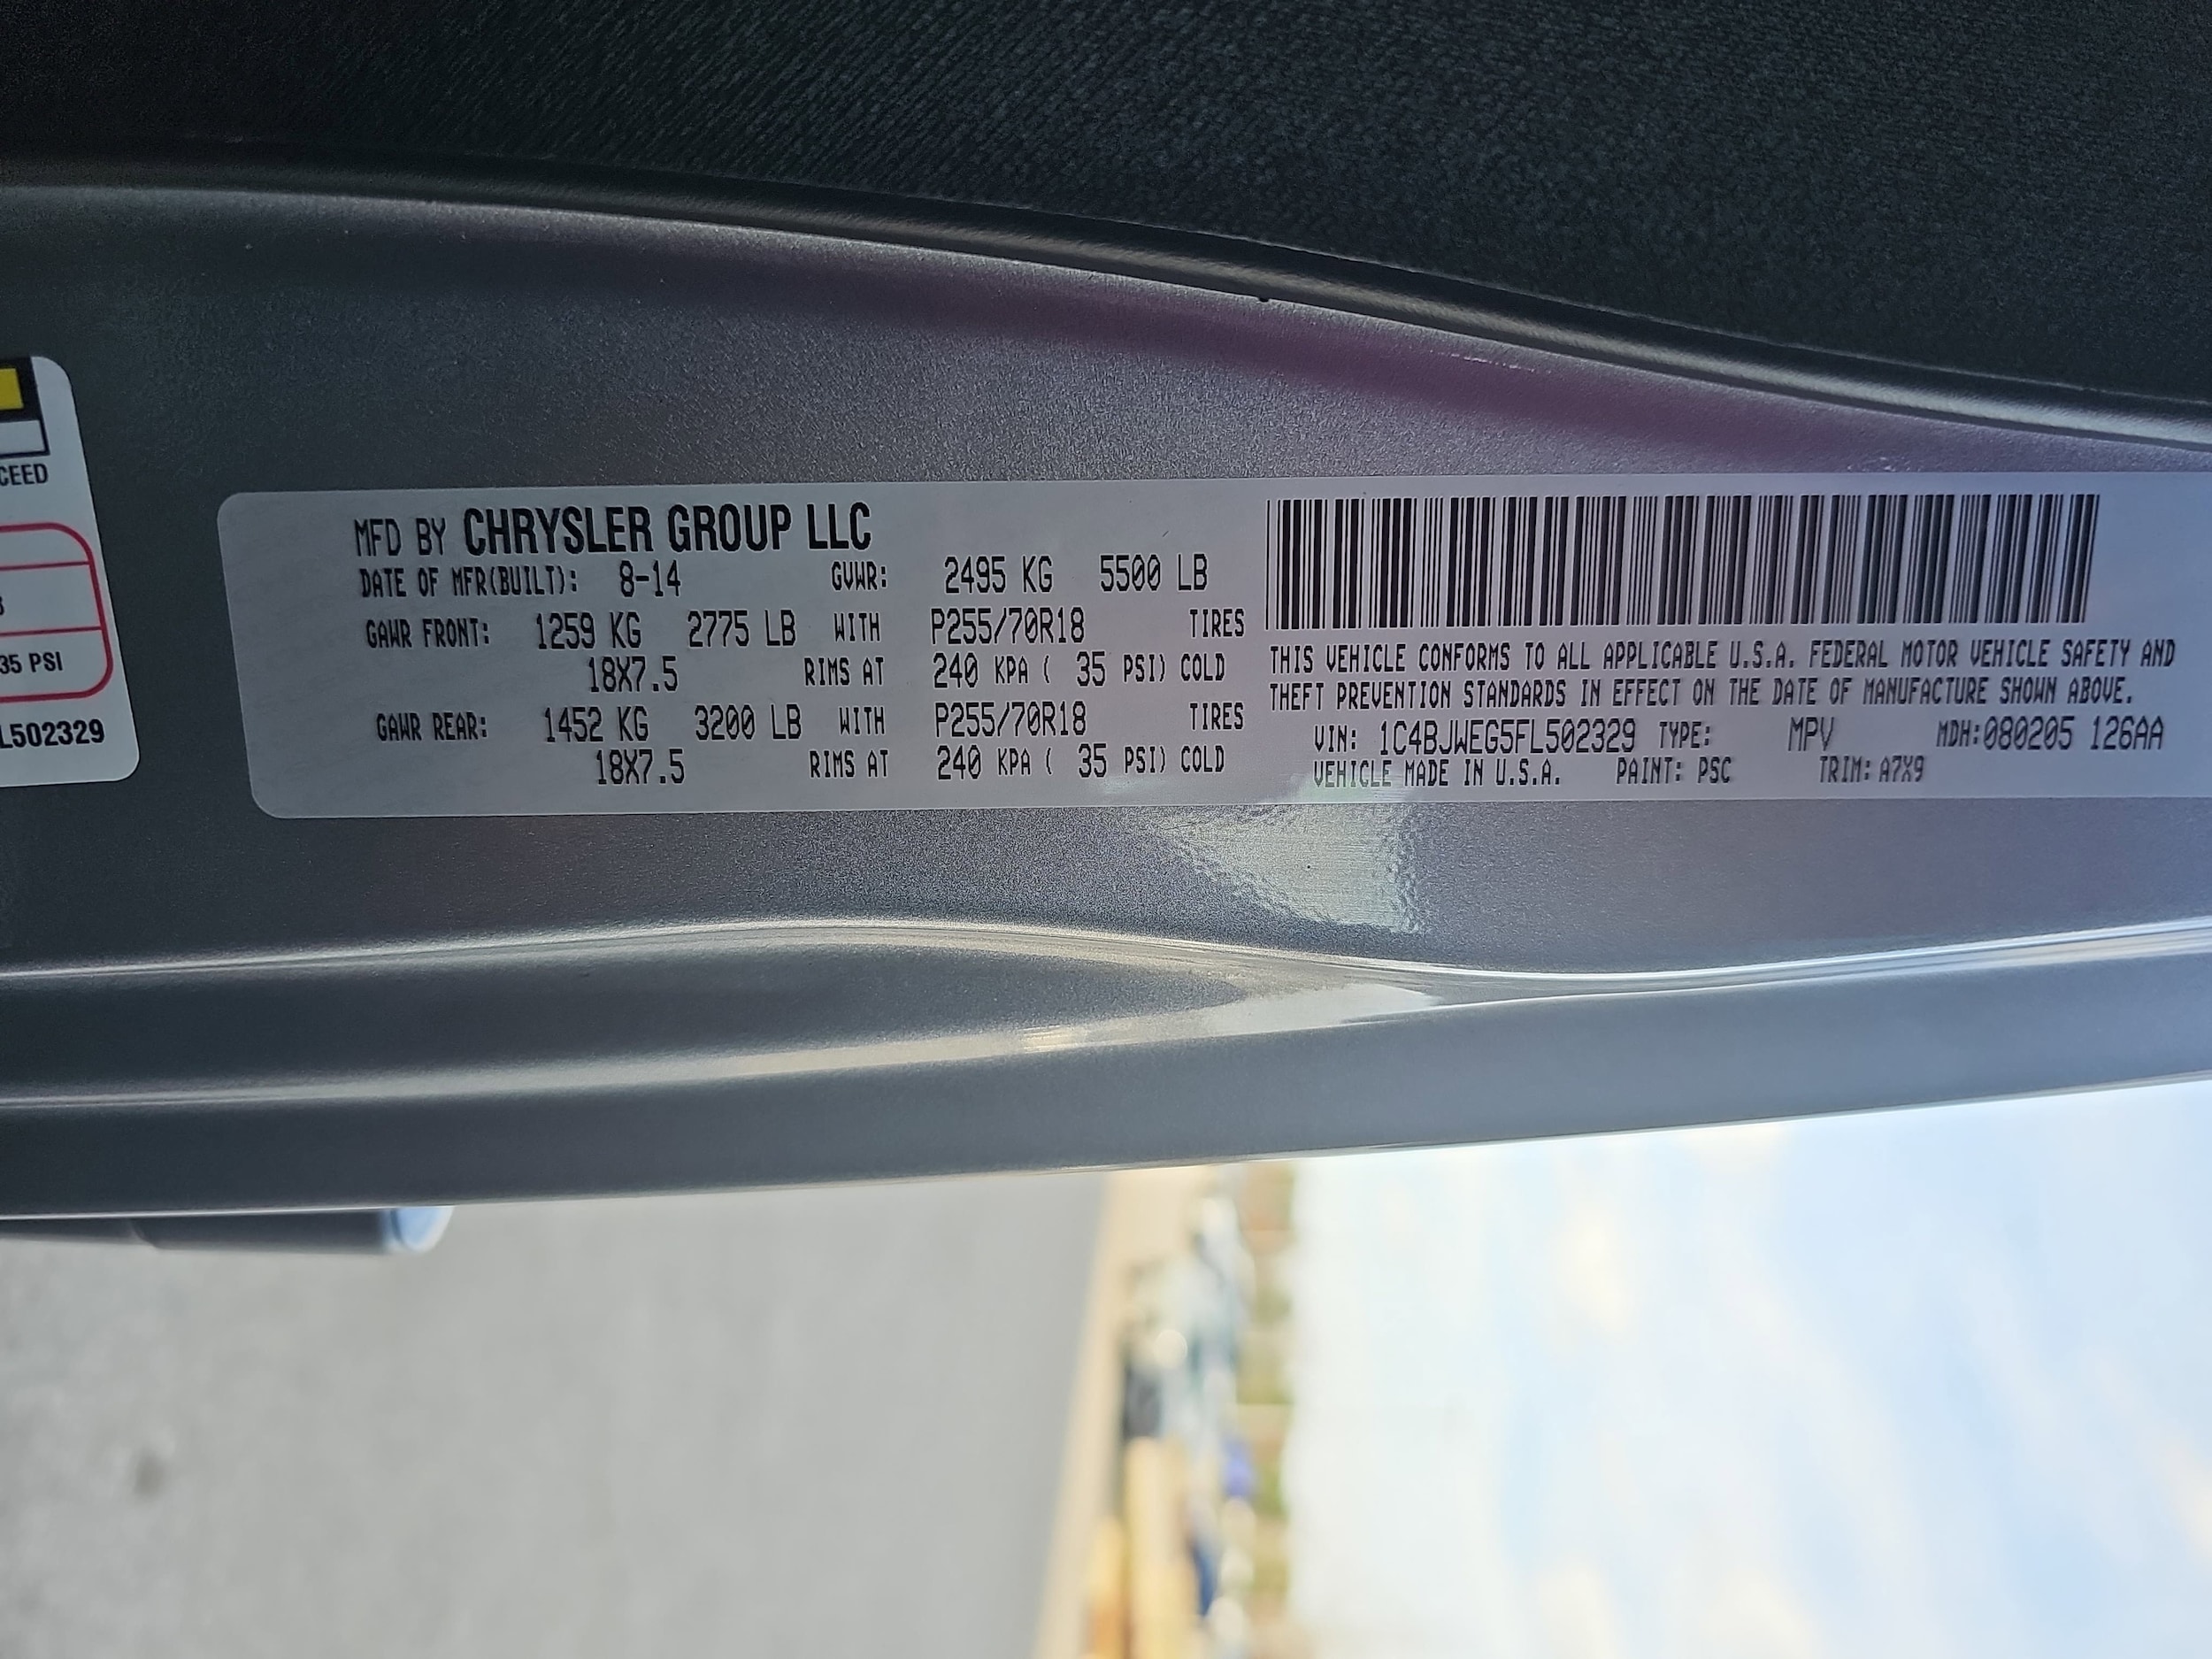 CEED
35 PSI
L502329
MFD BY CHRYSLER GROUP LLC
DATE OF MFR(BUILT): 8-14 GVWR: 2495 KG 5500 LB
GAWR FRONT: 1259 KG 2775 LB WITH P255/70R18 TIRES
18X7.5 RIMS AT 240 KPA ( 35 PSI) COLD
GAWR REAR: 1452 KG 3200 LB WITH P255/70R18 TIRES
18X7.5 RIMS AT 240 KPA ( 35 PSI) COLD
THIS VEHICLE CONFORMS TO ALL APPLICABLE U.S.A. FEDERAL MOTOR VEHICLE SAFETY AND
THEFT PREVENTION STANDARDS IN EFFECT ON THE DATE OF MANUFACTURE SHOWN ABOVE.
VIN: 1C4BJWEG5FL502329 TYPE: MPV MDH:080205 126AA
VEHICLE MADE IN U.S.A. PAINT: PSC TRIM: A7X9